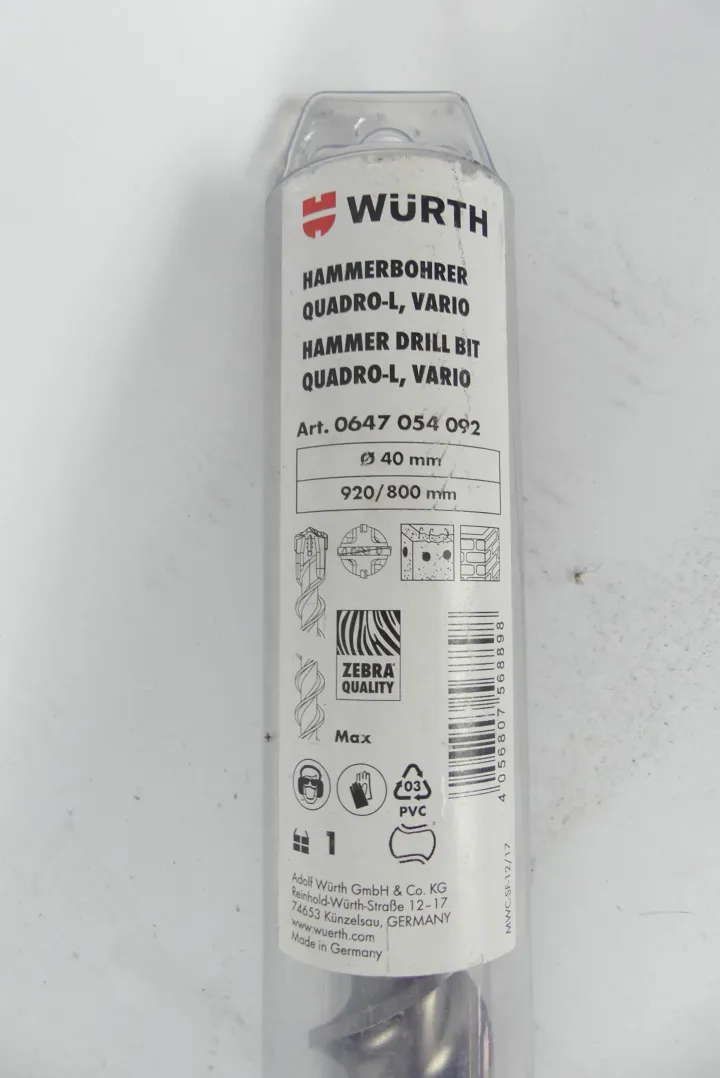 WÜRTH
HAMMERBOHRER
QUADRO-L, VARIO
HAMMER DRILL BIT
QUADRO-L, VARIO
Art. 0647 054 092
Ø 40 mm
920/800 mm
ZEBRA
QUALITY
Max
4 056807 568898
03
PVC
1
Adolf Würth GmbH & Co. KG
Reinhold-Würth-Straße 12–17
74653 Künzelsau, GERMANY
www.wuerth.com
Made in Germany
MWCSF-12/17